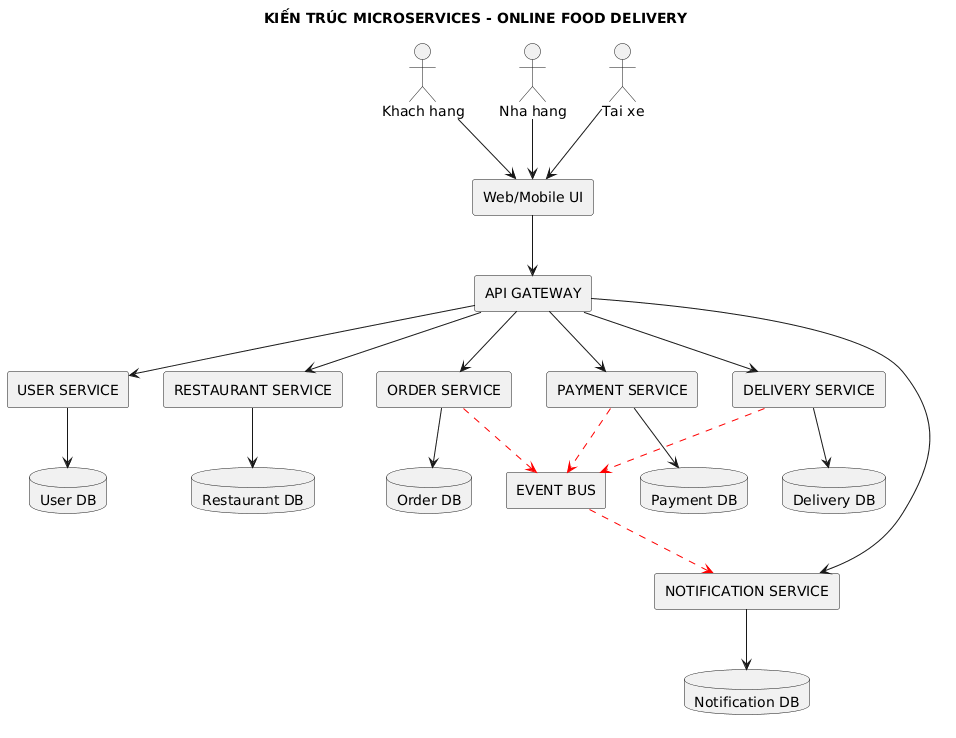 KIẾN TRÚC MICROSERVICES - ONLINE FOOD DELIVERY
Khach hang
Nha hang
Tai xe
Web/Mobile UI
API GATEWAY
USER SERVICE
RESTAURANT SERVICE
ORDER SERVICE
PAYMENT SERVICE
DELIVERY SERVICE
User DB
Restaurant DB
Order DB
EVENT BUS
Payment DB
Delivery DB
NOTIFICATION SERVICE
Notification DB